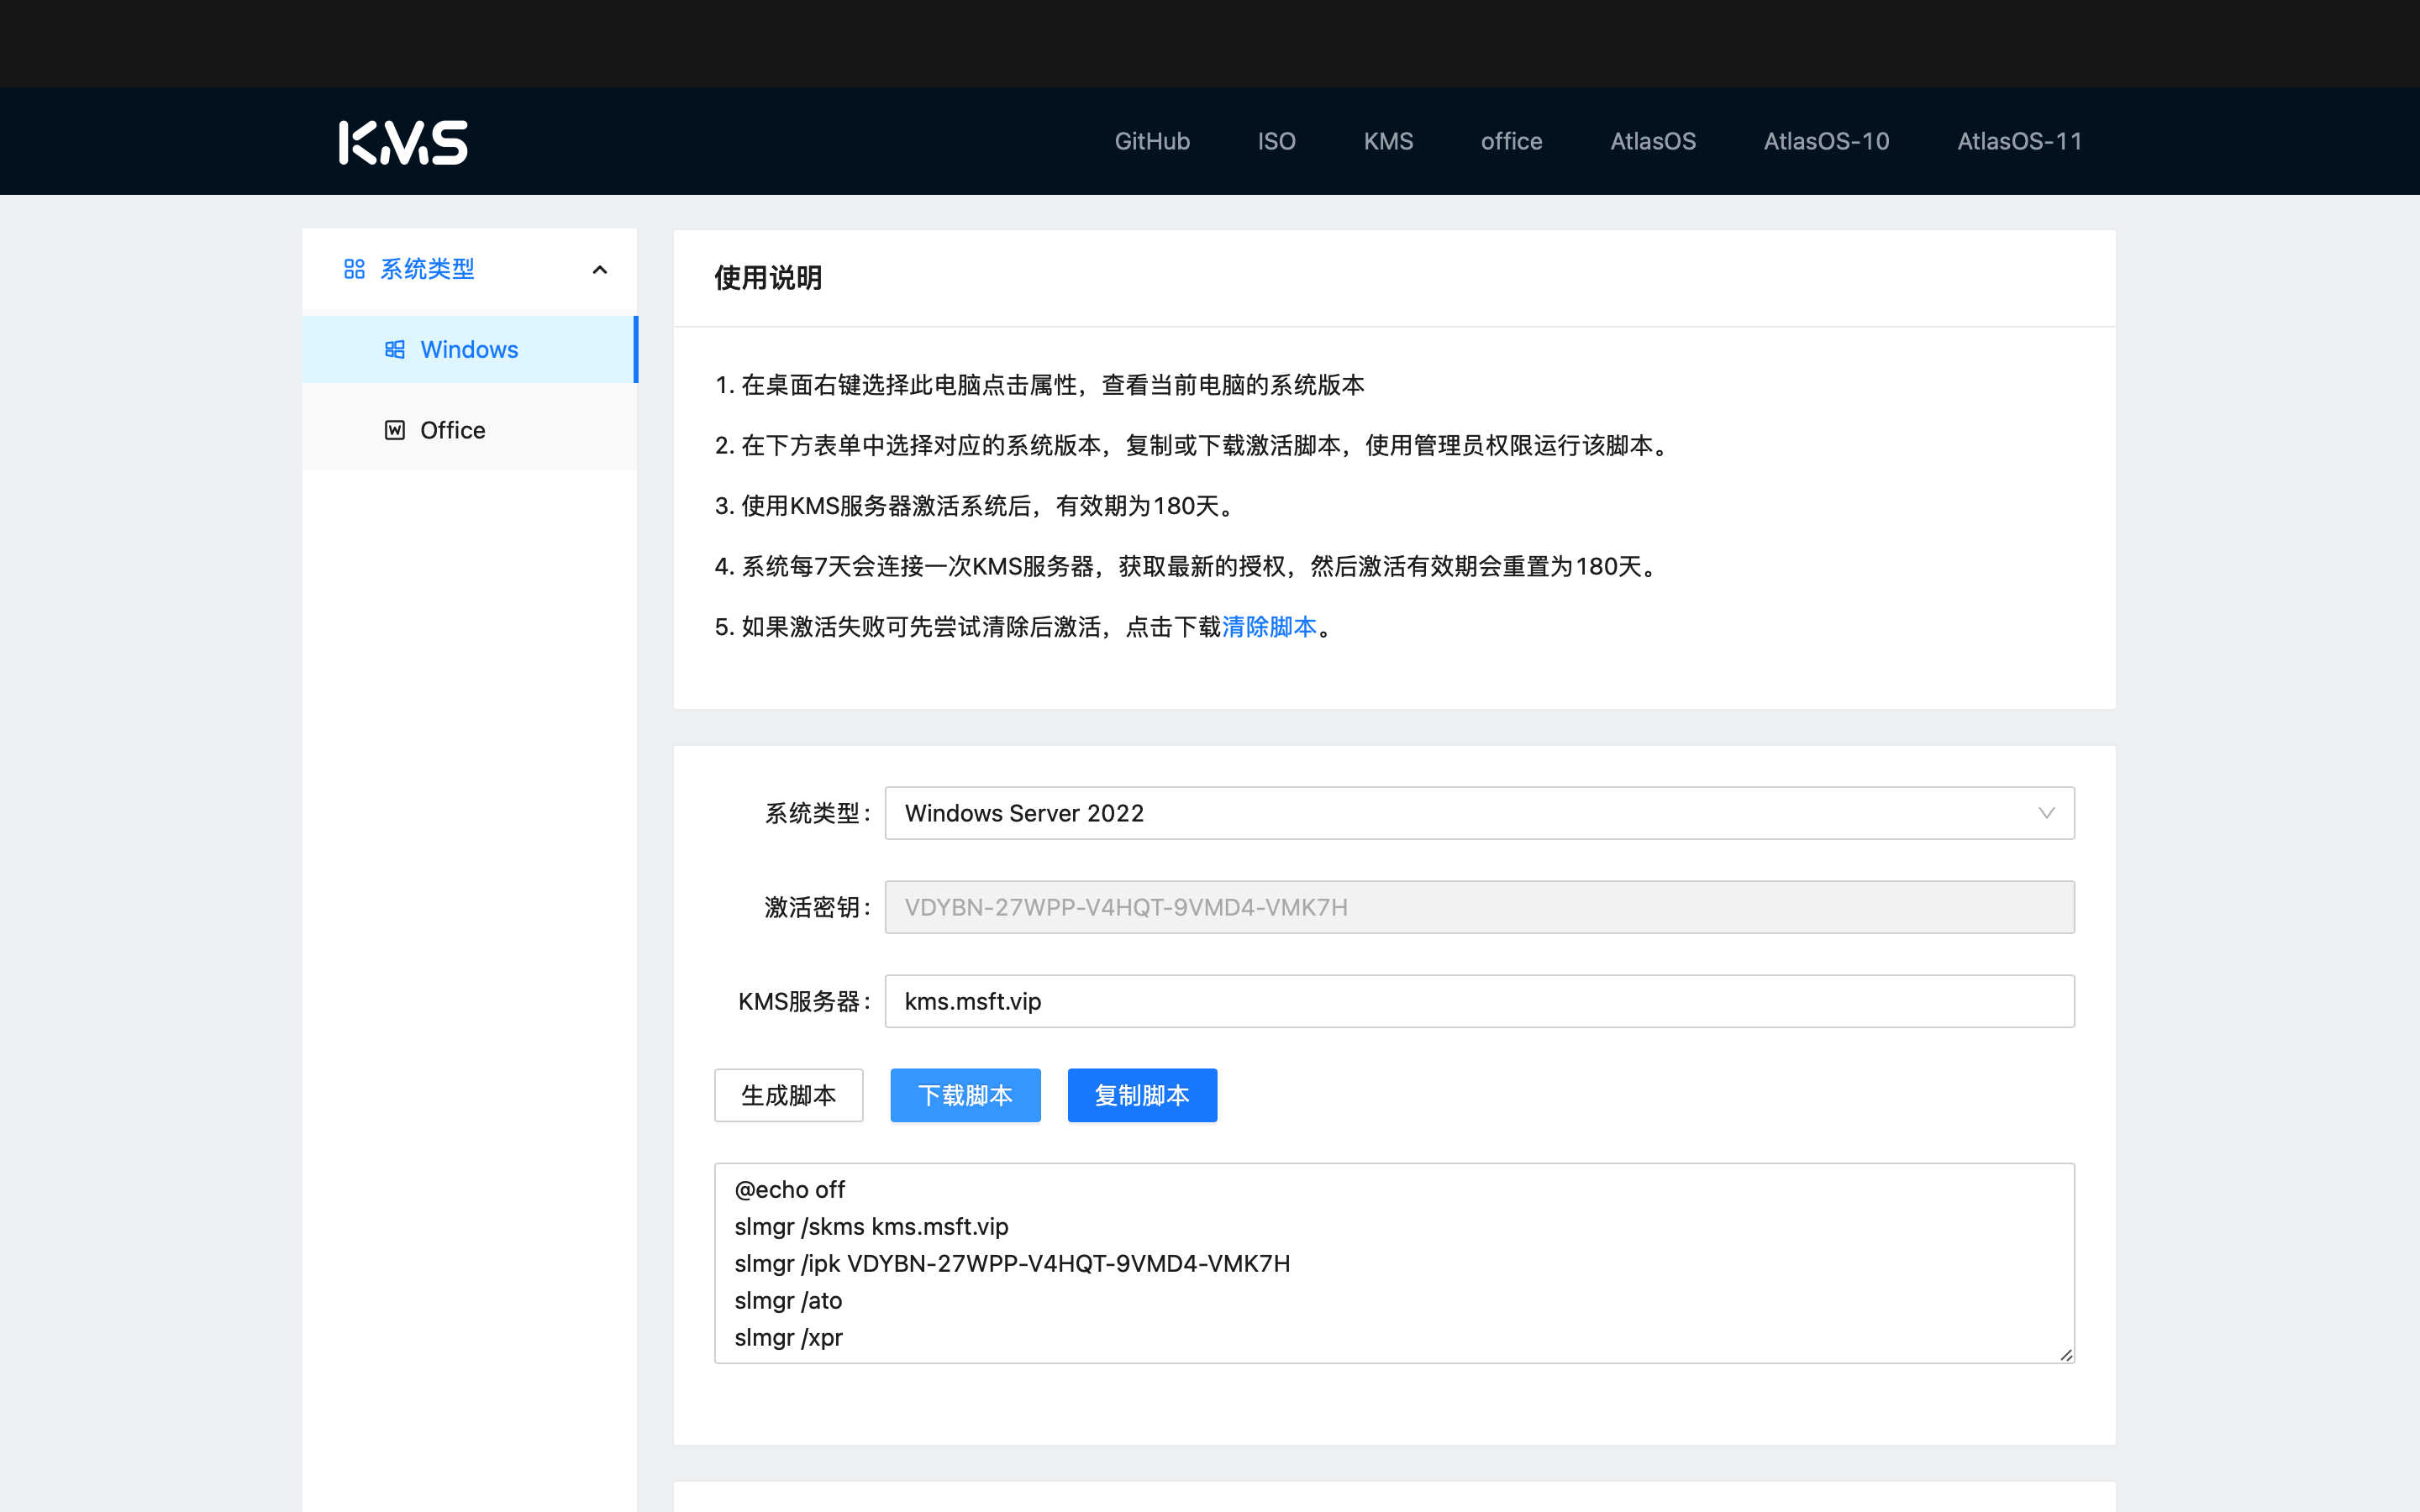 KMS
GitHub ISO KMS office AtlasOS AtlasOS-10 AtlasOS-11
系统类型
Windows
Office
使用说明
1. 在桌面右键选择此电脑点击属性，查看当前电脑的系统版本
2. 在下方表单中选择对应的系统版本，复制或下载激活脚本，使用管理员权限运行该脚本。
3. 使用KMS服务器激活系统后，有效期为180天。
4. 系统每7天会连接一次KMS服务器，获取最新的授权，然后激活有效期会重置为180天。
5. 如果激活失败可先尝试清除后激活，点击下载清除脚本。
系统类型： Windows Server 2022
激活密钥： VDYBN-27WPP-V4HQT-9VMD4-VMK7H
KMS服务器： kms.msft.vip
生成脚本 下载脚本 复制脚本
@echo off
slmgr /skms kms.msft.vip
slmgr /ipk VDYBN-27WPP-V4HQT-9VMD4-VMK7H
slmgr /ato
slmgr /xpr